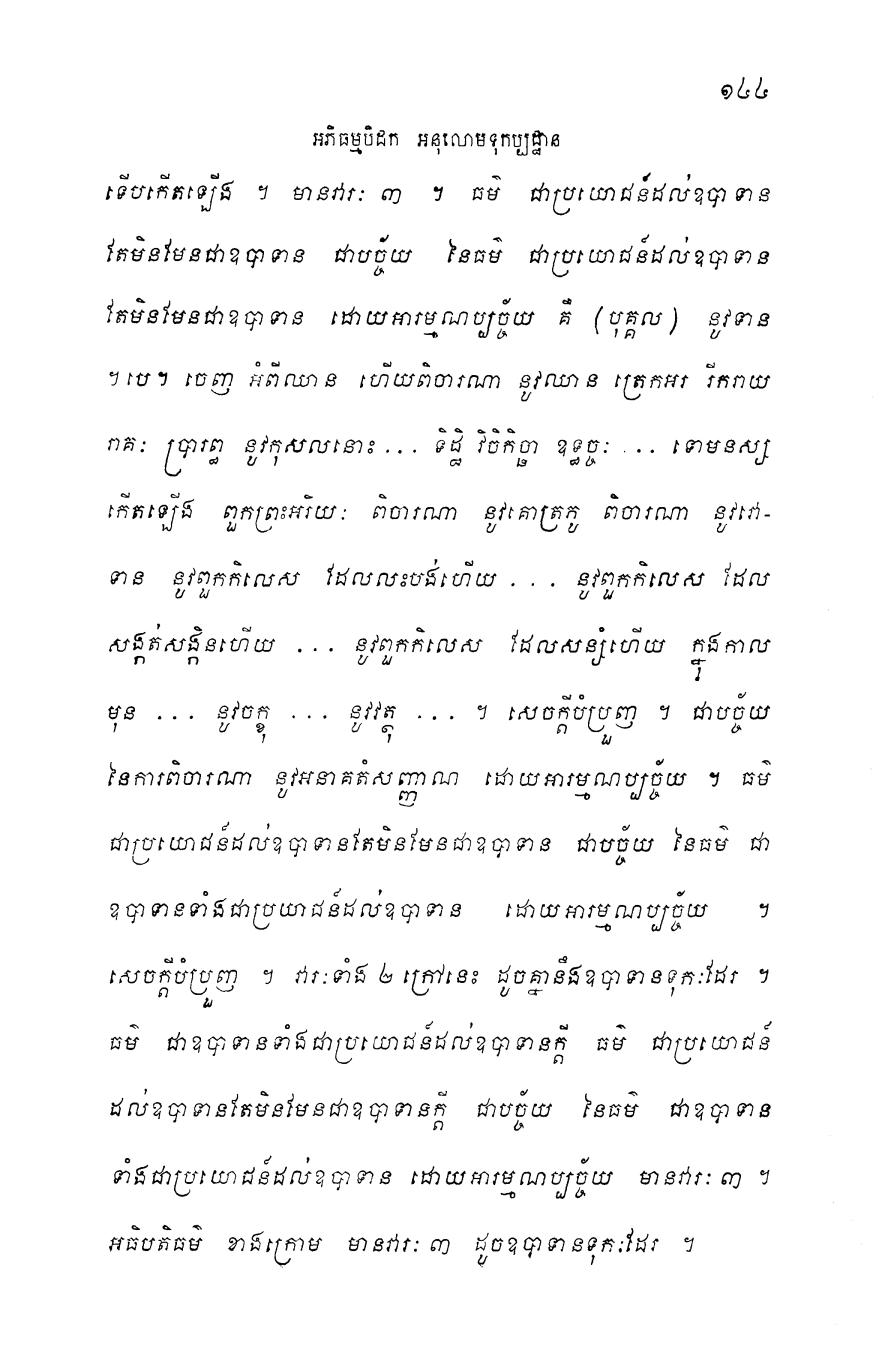 ១៤៤
អភិធម្មបិដក អនុលោមទុកប្បដ្ឋាន
ទើបកើតឡើង ។ មានវារៈ ៣ ។ ធម៌ ជាប្រយោជន៍ដល់ឧបាទាន
តែមិនមែនជាឧបាទាន ជាបច្ច័យ នៃធម៌ ជាប្រយោជន៍ដល់ឧបាទាន
តែមិនមែនជាឧបាទាន ដោយអារម្មណប្បច្ច័យ គឺ (បុគ្គល) នូវទាន
។បេ។ ចេញ អំពីឈាន ហើយពិចារណា នូវឈាន ត្រេកអរ រីករាយ
រាគៈ ប្រារព្ធ នូវកុសលនោះ... ទិដ្ឋិ វិចិកិច្ឆា ឧទ្ធច្ចៈ ... ទោមនស្ស
កើតឡើង ពួកព្រះអរិយៈ ពិចារណា នូវគោត្រភូ ពិចារណា នូវវោ-
ទាន នូវពួកកិលេស ដែលលះបង់ហើយ ... នូវពួកកិលេស ដែល
សង្កត់សង្កិនហើយ ... នូវពួកកិលេស ដែលសន្សំហើយ ក្នុងកាល
មុន ... នូវចក្ខុ ... នូវវត្ថុ ... ។ សេចក្តីបំប្រួញ ។ ជាបច្ច័យ
នៃការពិចារណា នូវអនាគតំសញ្ញាណ ដោយអារម្មណប្បច្ច័យ ។ ធម៌
ជាប្រយោជន៍ដល់ឧបាទានតែមិនមែនជាឧបាទាន ជាបច្ច័យ នៃធម៌ ជា
ឧបាទានទាំងជាប្រយោជន៍ដល់ឧបាទាន ដោយអារម្មណប្បច្ច័យ ។
សេចក្តីបំប្រួញ ។ វារៈទាំង ២ ក្រៅនេះ ដូចគ្នានឹងឧបាទានទុកៈដែរ ។
ធម៌ ជាឧបាទានទាំងជាប្រយោជន៍ដល់ឧបាទានក្តី ធម៌ ជាប្រយោជន៍
ដល់ឧបាទានតែមិនមែនជាឧបាទានក្តី ជាបច្ច័យ នៃធម៌ ជាឧបាទាន
ទាំងជាប្រយោជន៍ដល់ឧបាទាន ដោយអារម្មណប្បច្ច័យ មានវារៈ ៣ ។
អធិបតិធម៌ ខាងក្រោម មានវារៈ ៣ ដូចឧបាទានទុកៈដែរ ។